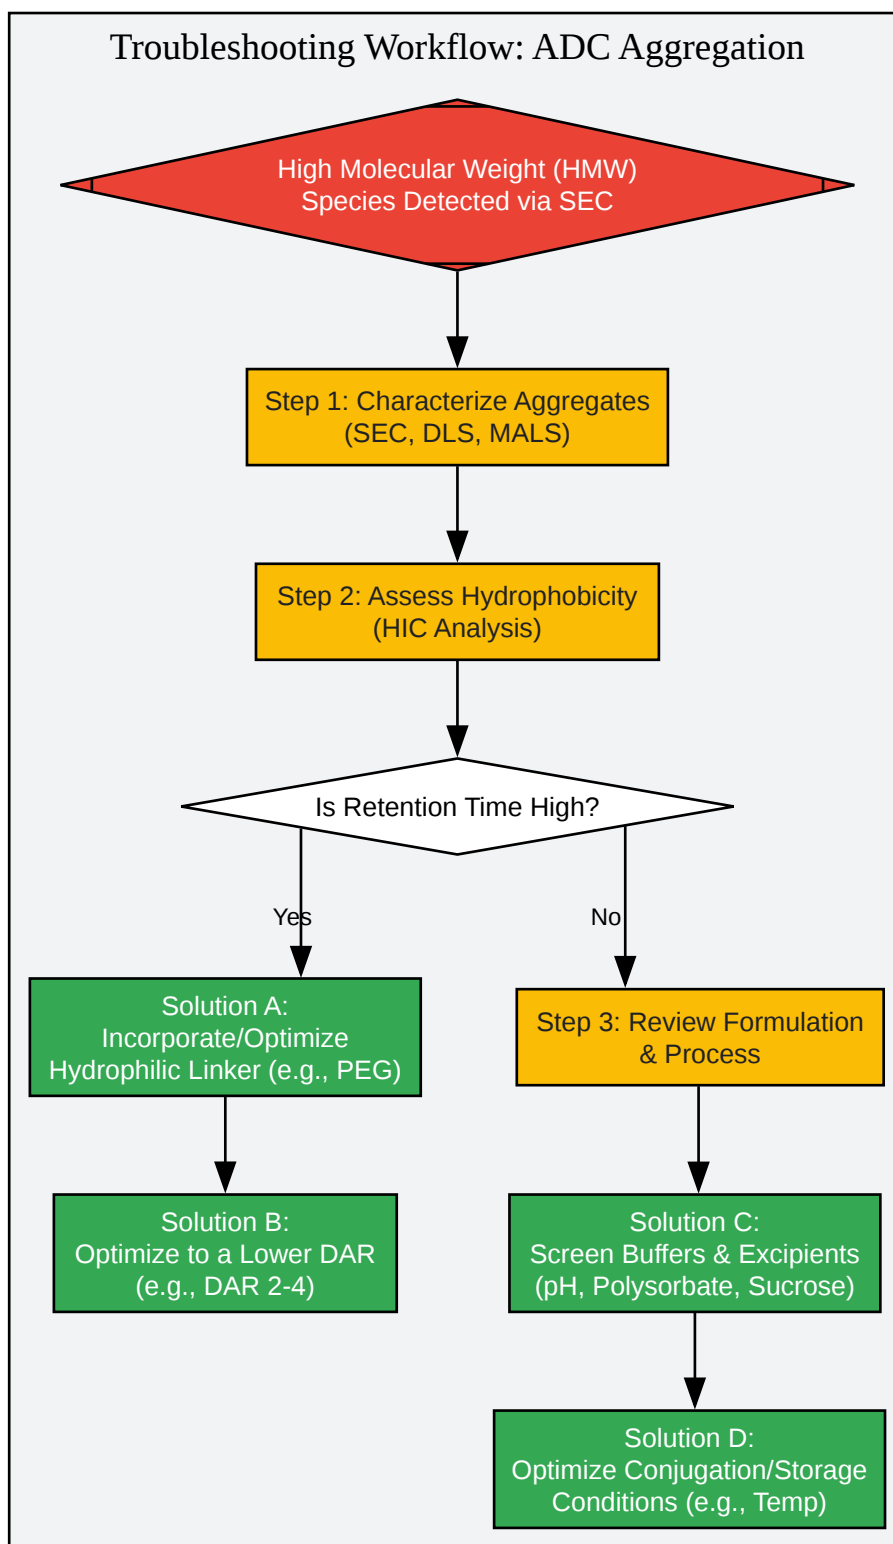 Troubleshooting Workflow: ADC Aggregation
High Molecular Weight (HMW)
Species Detected via SEC
Step 1: Characterize Aggregates
(SEC, DLS, MALS)
Step 2: Assess Hydrophobicity
(HIC Analysis)
Is Retention Time High?
Yes
No
Solution A:
Incorporate/Optimize
Hydrophilic Linker (e.g., PEG)
Step 3: Review Formulation
& Process
Solution B:
Optimize to a Lower DAR
(e.g., DAR 2-4)
Solution C:
Screen Buffers & Excipients
(pH, Polysorbate, Sucrose)
Solution D:
Optimize Conjugation/Storage
Conditions (e.g., Temp)